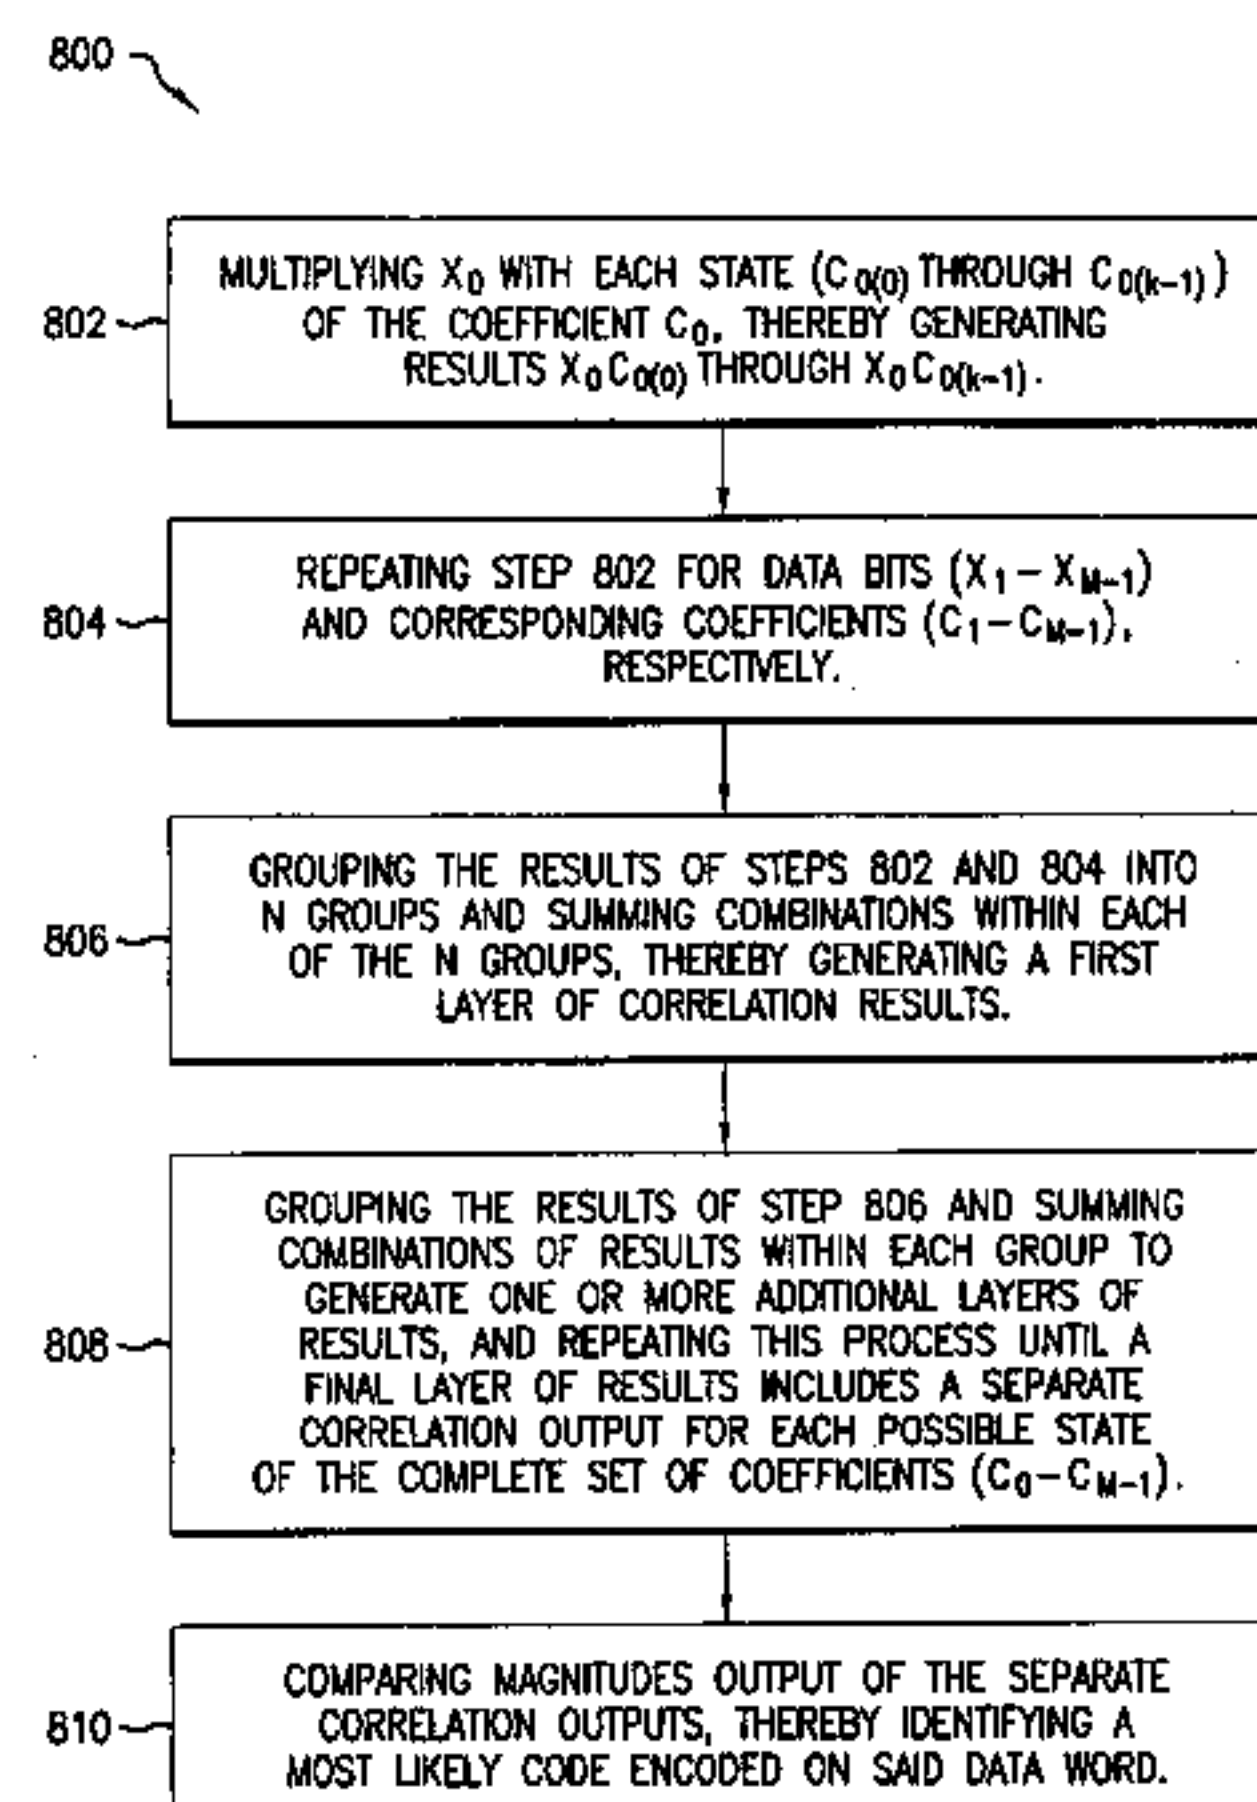 800
802
MULTIPLYING X0 WITH EACH STATE (C0(0) THROUGH C0(k-1))
OF THE COEFFICIENT C0, THEREBY GENERATING
RESULTS X0C0(0) THROUGH X0C0(k-1).
804
REPEATING STEP 802 FOR DATA BITS (X1-XM-1)
AND CORRESPONDING COEFFICIENTS (C1-CM-1),
RESPECTIVELY.
806
GROUPING THE RESULTS OF STEPS 802 AND 804 INTO
N GROUPS AND SUMMING COMBINATIONS WITHIN EACH
OF THE N GROUPS, THEREBY GENERATING A FIRST
LAYER OF CORRELATION RESULTS.
808
GROUPING THE RESULTS OF STEP 806 AND SUMMING
COMBINATIONS OF RESULTS WITHIN EACH GROUP TO
GENERATE ONE OR MORE ADDITIONAL LAYERS OF
RESULTS, AND REPEATING THIS PROCESS UNTIL A
FINAL LAYER OF RESULTS INCLUDES A SEPARATE
CORRELATION OUTPUT FOR EACH POSSIBLE STATE
OF THE COMPLETE SET OF COEFFICIENTS (C0-CM-1).
810
COMPARING MAGNITUDES OUTPUT OF THE SEPARATE
CORRELATION OUTPUTS, THEREBY IDENTIFYING A
MOST LIKELY CODE ENCODED ON SAID DATA WORD.